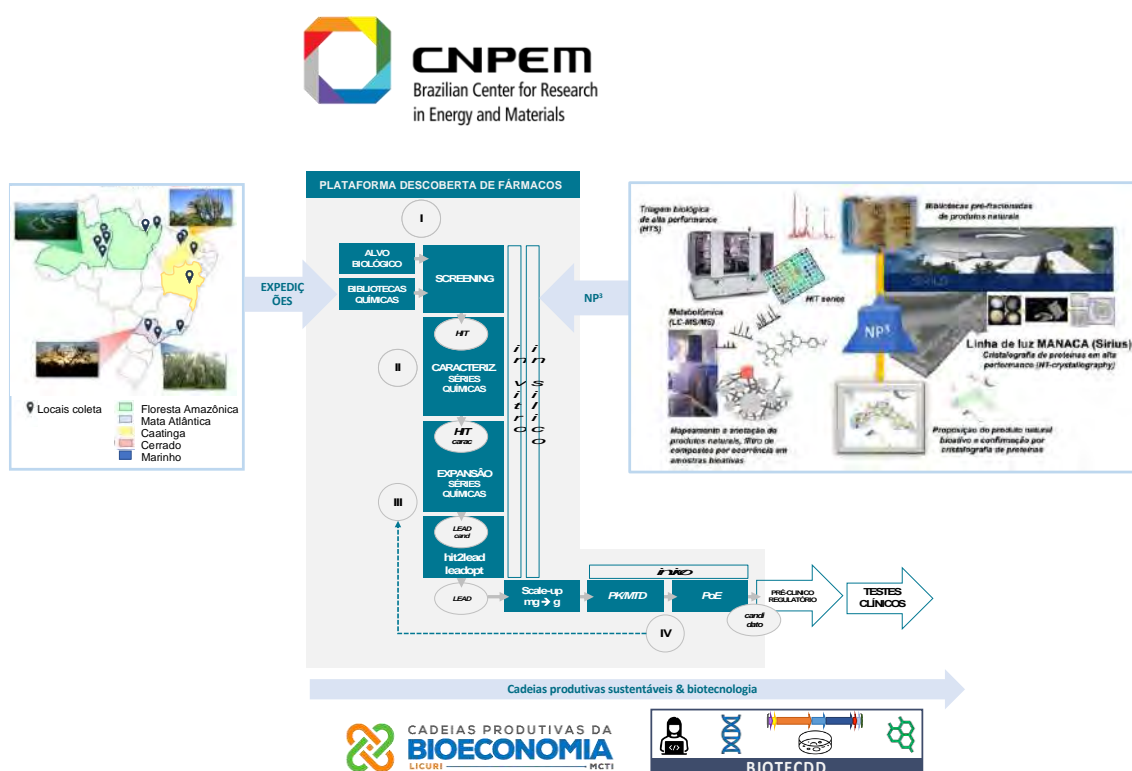 CNPEM
Brazilian Center for Research
in Energy and Materials
PLATAFORMA DESCOBERTA DE FÁRMACOS
I
ALVO
BIOLÓGICO
BIBLIOTECAS
QUÍMICAS
SCREENING
EXPEDIÇ
ÕES
NP³
HIT
II
CARACTERIZ.
SÉRIES
QUÍMICAS
HIT
carac
EXPANSÃO
SÉRIES
QUÍMICAS
III
LEAD
cand
hit2lead
leadopt
LEAD
in vitro
in silico
Scale-up
mg → g
in vivo
PK/MTD
PoE
IV
candi
dato
PRÉ-CLINICO
REGULATÓRIO
TESTES
CLÍNICOS
Locais coleta
Floresta Amazônica
Mata Atlântica
Caatinga
Cerrado
Marinho
Triagem biológica
de alta performance
(HTS)
Bibliotecas pré-fracionadas
de produtos naturais
SIRIUS
HIT series
Metabolômica
(LC-MS/MS)
NP³
Linha de luz MANACA (Sirius)
Cristalografia de proteínas em alta
performance (HT-crystallography)
Mapeamento e anotação de
produtos naturais, filtro de
compostos por ocorrência em
amostras bioativas
Proposição do produto natural
bioativo e confirmação por
cristalografia de proteínas
Cadeias produtivas sustentáveis & biotecnologia
CADEIAS PRODUTIVAS DA
BIOECONOMIA
LICURI MCTI
BIOTECDD